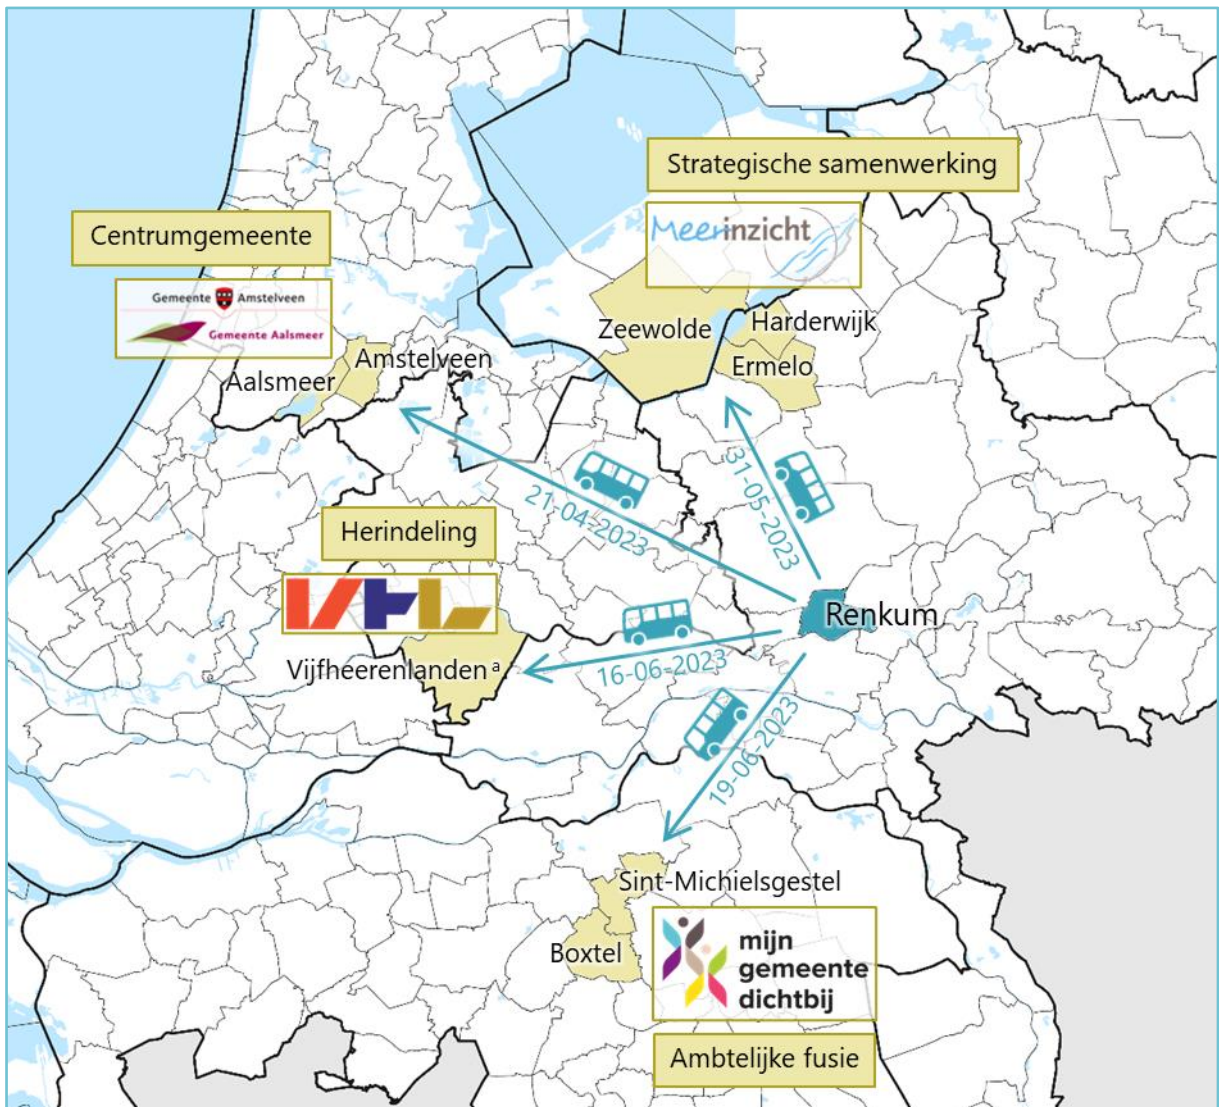 Strategische samenwerking
Meerinzicht
Centrumgemeente
Gemeente Amstelveen
Gemeente Aalsmeer
Zeewolde
Harderwijk
Ermelo
Amstelveen
Aalsmeer
31-05-2023
21-04-2023
Herindeling
VHL
Renkum
16-06-2023
Vijfheerenlanden a
19-06-2023
Sint-Michielsgestel
Boxtel
mijn
gemeente
dichtbij
Ambtelijke fusie